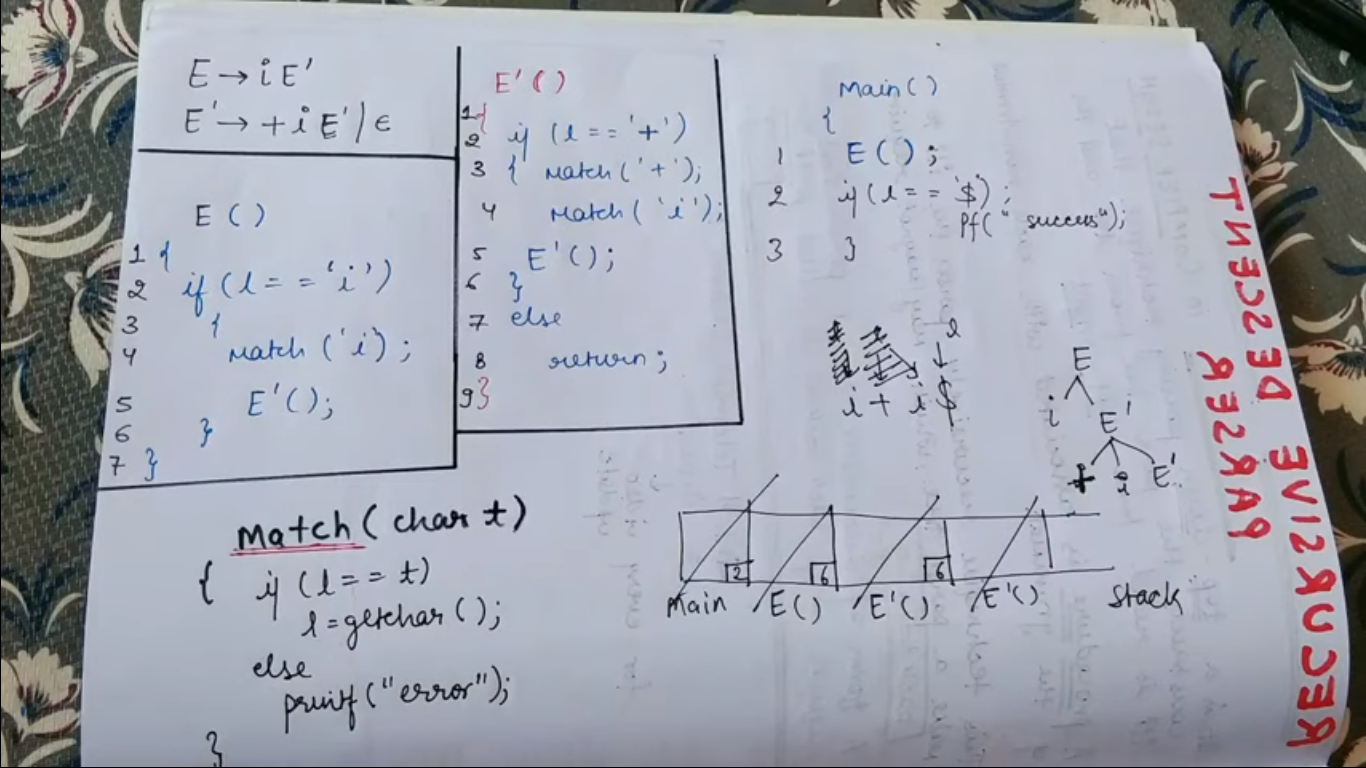 E → i E'
E' → + i E' / ϵ
E ( )
1 {
2 if ( l = = 'i' )
3 {
4 match ( 'i ) ;
5 E' ( ) ;
6 }
7 }
E' ( )
1 {
2 if ( l = = '+' )
3 { match ( '+' ) ;
4 match ( 'i' ) ;
5 E' ( ) ;
6 }
7 else
8 return ;
9 }
Main ( )
{
1 E ( ) ;
2 if ( l = = '$' ) ;
Pf ( " success" ) ;
3 }
l
↓
i + i $
E
i E'
+ i E'
2 6 6
Main E ( ) E' ( ) E' ( ) Stack
Match ( char t )
{ if ( l = = t )
l = getchar ( ) ;
else
printf ( "error" ) ;
}
RECURSIVE DESCENT
PARSER